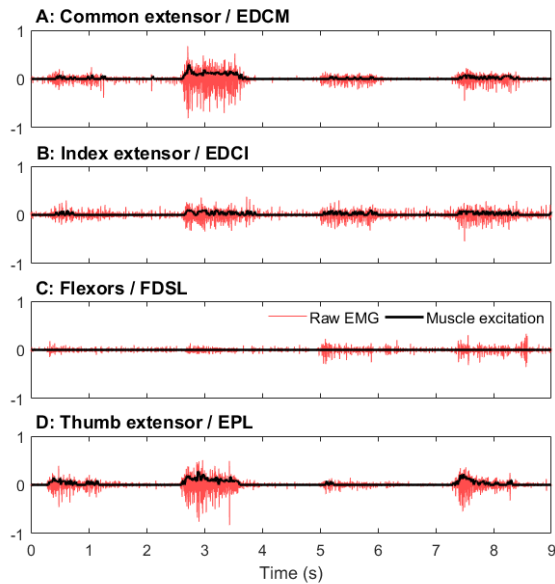 A: Common extensor / EDCM
1
0
-1
B: Index extensor / EDCI
1
0
-1
C: Flexors / FDSL
1
Raw EMG Muscle excitation
0
-1
D: Thumb extensor / EPL
1
0
-1
0 1 2 3 4 5 6 7 8 9
Time (s)